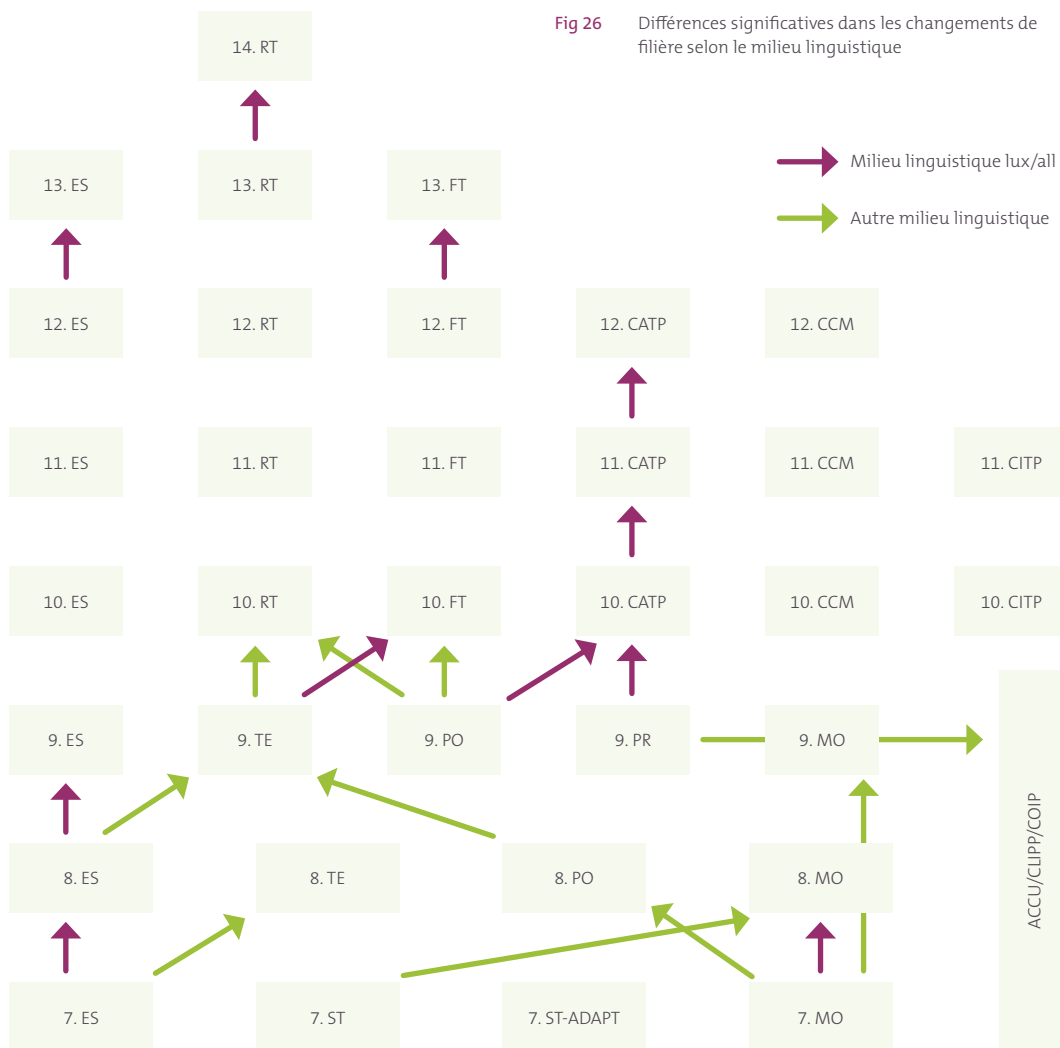 Fig 26 Différences significatives dans les changements de
filière selon le milieu linguistique
14. RT
Milieu linguistique lux/all
Autre milieu linguistique
13. ES
13. RT
13. FT
12. ES
12. RT
12. FT
12. CATP
12. CCM
11. ES
11. RT
11. FT
11. CATP
11. CCM
11. CITP
10. ES
10. RT
10. FT
10. CATP
10. CCM
10. CITP
9. ES
9. TE
9. PO
9. PR
9. MO
ACCU/CLIPP/COIP
8. ES
8. TE
8. PO
8. MO
7. ES
7. ST
7. ST-ADAPT
7. MO